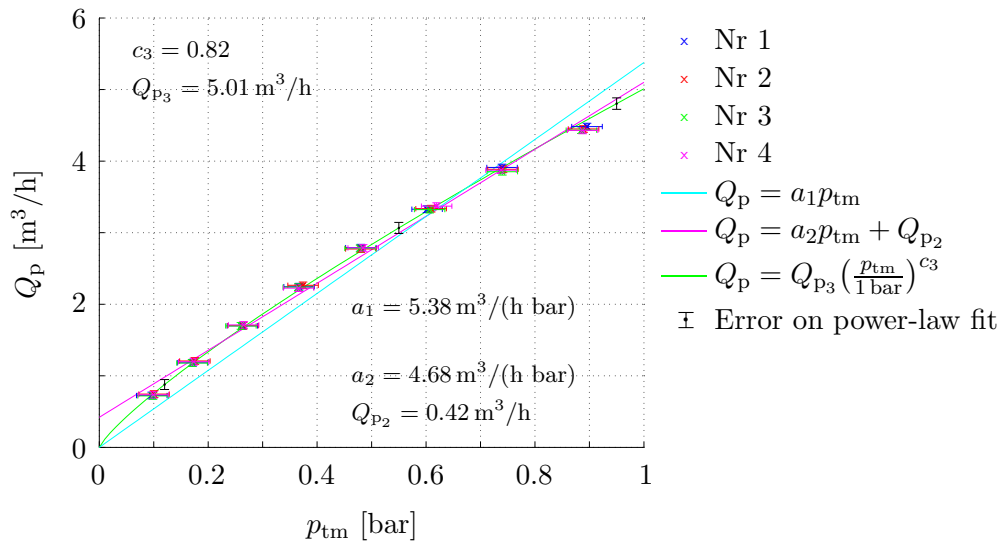 6
4
2
0
Q_p [m³/h]
0 0.2 0.4 0.6 0.8 1
p_tm [bar]
c₃ = 0.82
Q_p₃ = 5.01 m³/h
a₁ = 5.38 m³/(h bar)
a₂ = 4.68 m³/(h bar)
Q_p₂ = 0.42 m³/h
Nr 1
Nr 2
Nr 3
Nr 4
Q_p = a₁p_tm
Q_p = a₂p_tm + Q_p₂
Q_p = Q_p₃(p_tm/1 bar)^c₃
Error on power-law fit